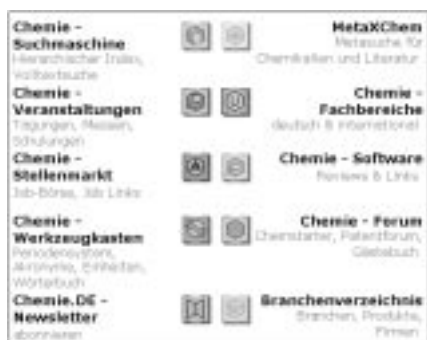 Chemie -
Suchmaschine
Hierarchischer Index,
Volltextsuche
MetaXChem
Metasuche für
Chemikalien und Literatur
Chemie -
Veranstaltungen
Tagungen, Messen,
Schulungen
Chemie -
Fachbereiche
deutsch & international
Chemie -
Stellenmarkt
Job-Börse, Job Links
Chemie - Software
Reviews & Links
Chemie -
Werkzeugkasten
Periodensystem,
Akronyme, Einheiten,
Wörterbuch
Chemie - Forum
Chemstarter, Patentforum,
Gästebuch
Chemie.DE -
Newsletter
abonnieren
Branchenverzeichnis
Branchen, Produkte,
Firmen